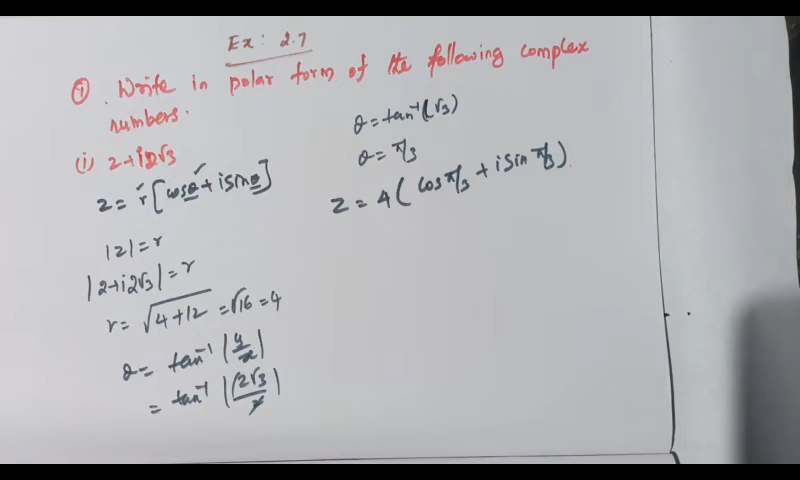 Ex: 2.7
① Write in polar form of the following complex
numbers.
(i) 2+i2√3
z = r[cosθ + isinθ]
|z| = r
|2+i2√3| = r
r = √4+12 = √16 = 4
θ = tan⁻¹|y/x|
= tan⁻¹|(2√3/2)|
θ = tan⁻¹(√3)
θ = π/3
z = 4(cos π/3 + i sin π/3).